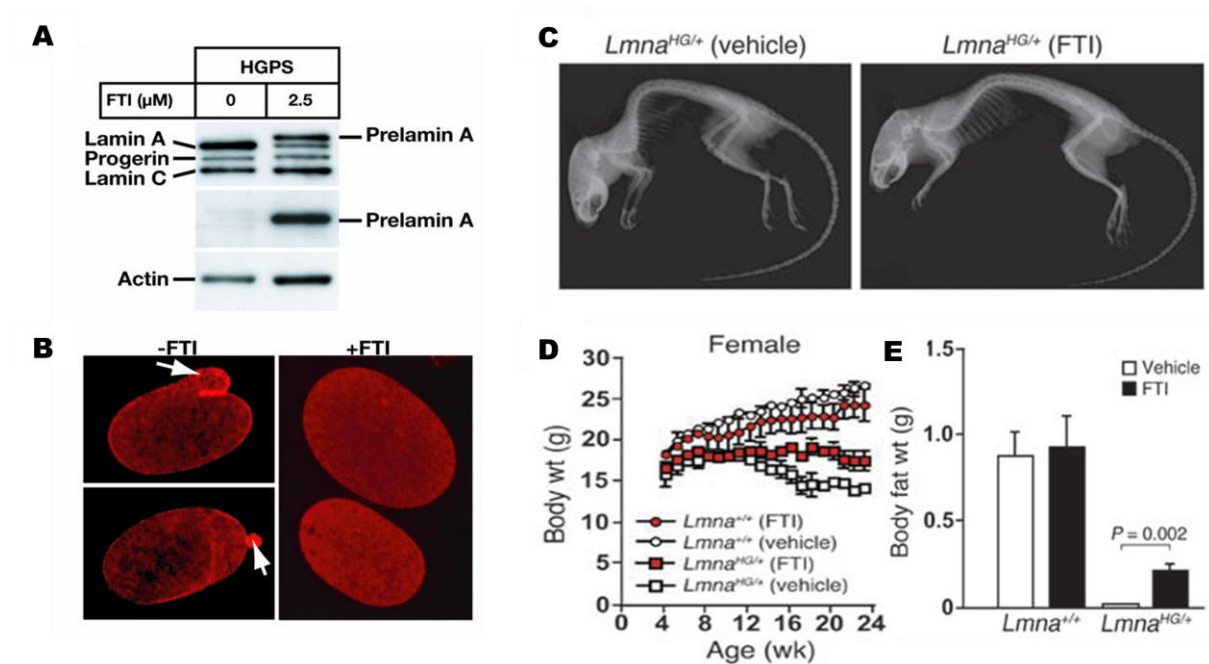 A
HGPS
FTI (µM) 0 2.5
Lamin A
Progerin
Lamin C
Prelamin A
Prelamin A
Actin
B
-FTI +FTI
C
Lmna^HG/+ (vehicle) Lmna^HG/+ (FTI)
D
Female
Body wt (g)
30
25
20
15
10
5
0
Lmna^+/+ (FTI)
Lmna^+/+ (vehicle)
Lmna^HG/+ (FTI)
Lmna^HG/+ (vehicle)
0 4 8 12 16 20 24
Age (wk)
E
Body fat wt (g)
1.5
1.0
0.5
0
Vehicle
FTI
P = 0.002
Lmna^+/+ Lmna^HG/+